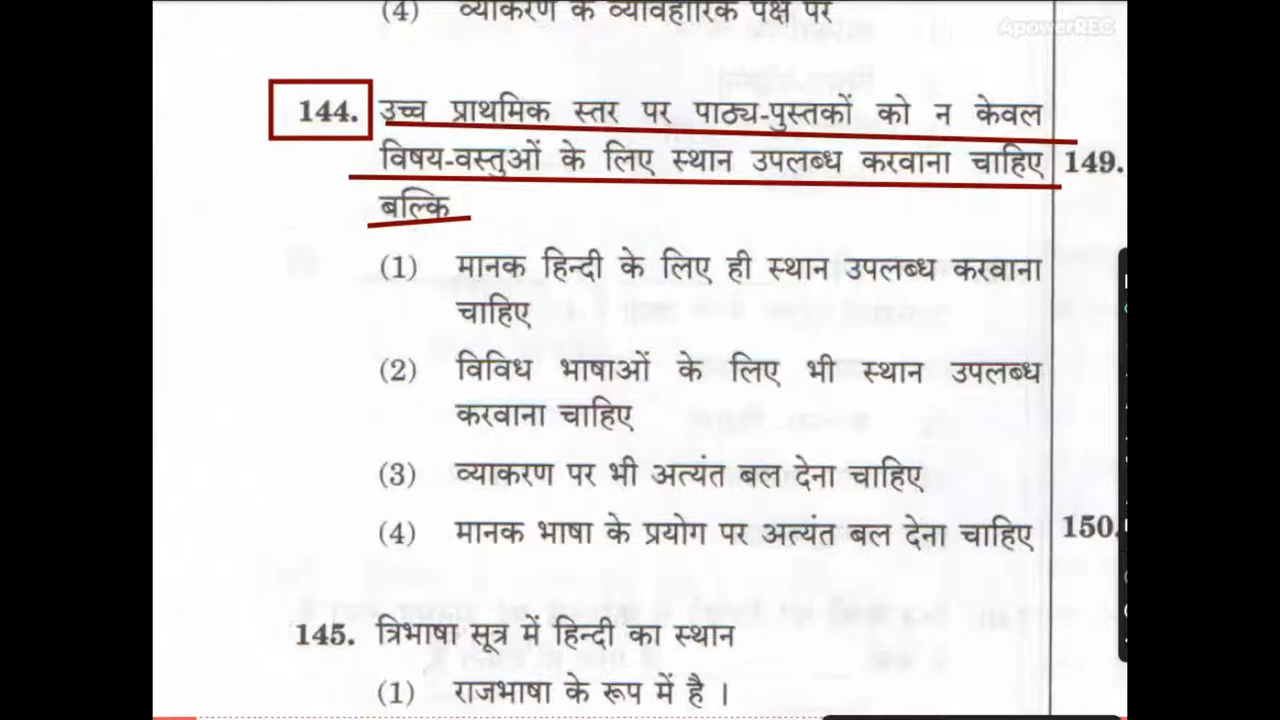 (4) व्याकरण के व्यावहारिक पक्ष पर
ApowerREC
144. उच्च प्राथमिक स्तर पर पाठ्य-पुस्तकों को न केवल
विषय-वस्तुओं के लिए स्थान उपलब्ध करवाना चाहिए
बल्कि
(1) मानक हिन्दी के लिए ही स्थान उपलब्ध करवाना
चाहिए
(2) विविध भाषाओं के लिए भी स्थान उपलब्ध
करवाना चाहिए
(3) व्याकरण पर भी अत्यंत बल देना चाहिए
(4) मानक भाषा के प्रयोग पर अत्यंत बल देना चाहिए
145. त्रिभाषा सूत्र में हिन्दी का स्थान
(1) राजभाषा के रूप में है ।
149.
150.